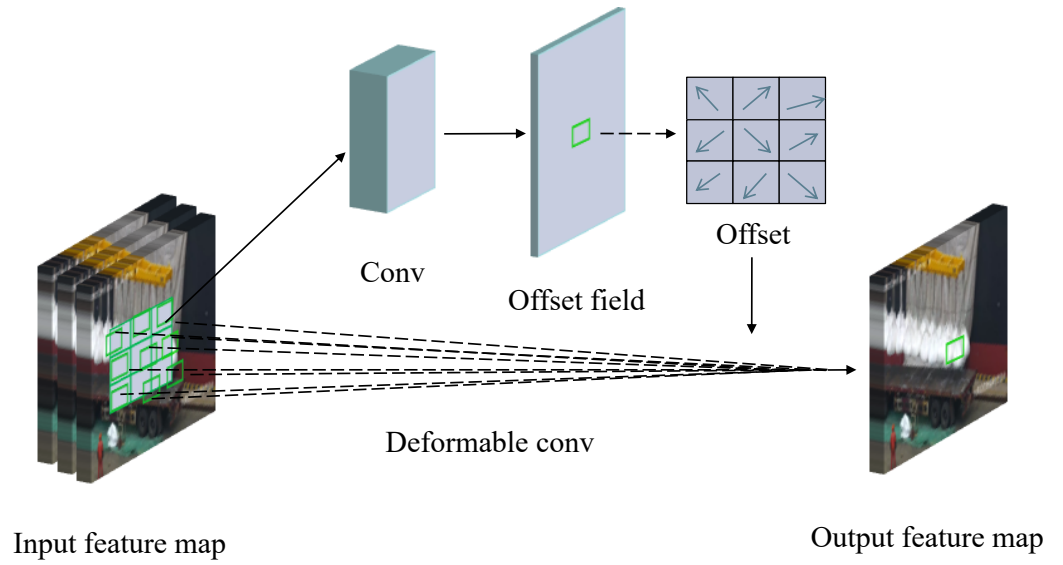 Offset
Conv
Offset field
Deformable conv
Input feature map
Output feature map